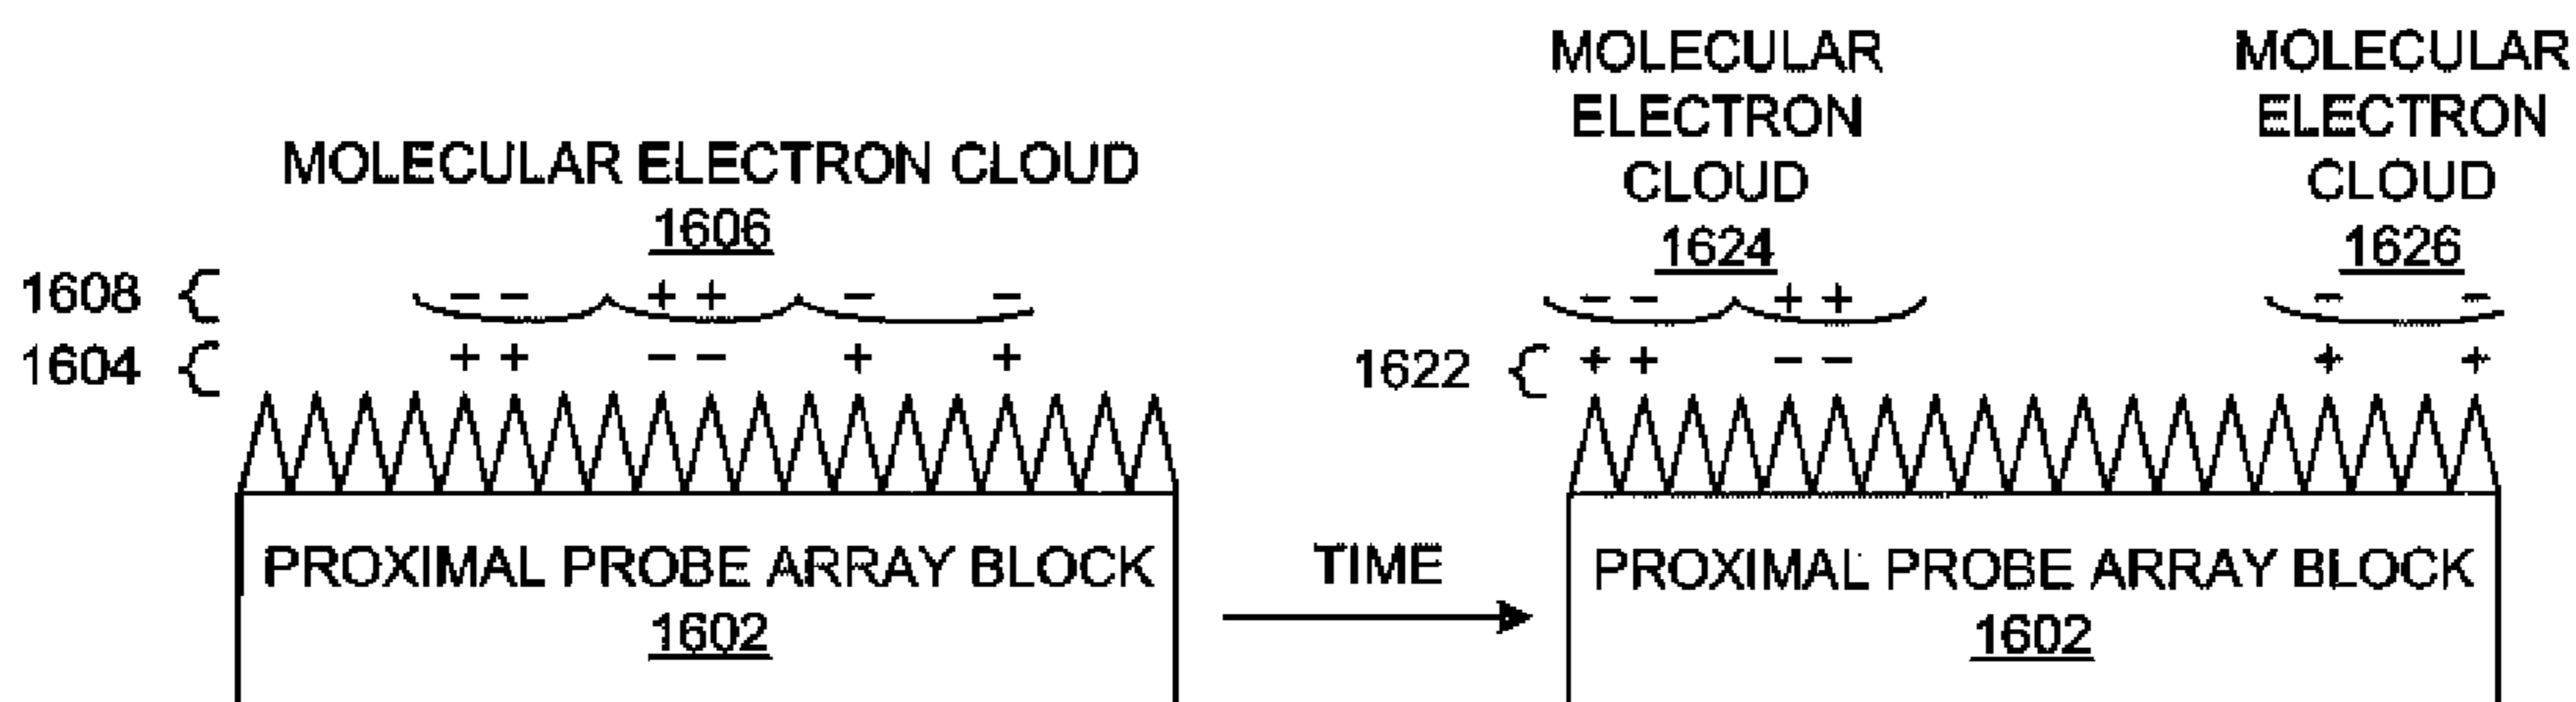 MOLECULAR ELECTRON CLOUD
1606
1608 { – – + + – –
1604 { + + – – + +
PROXIMAL PROBE ARRAY BLOCK
1602
TIME
MOLECULAR
ELECTRON
CLOUD
1624
MOLECULAR
ELECTRON
CLOUD
1626
– – + + – –
1622 { + + – – + +
PROXIMAL PROBE ARRAY BLOCK
1602